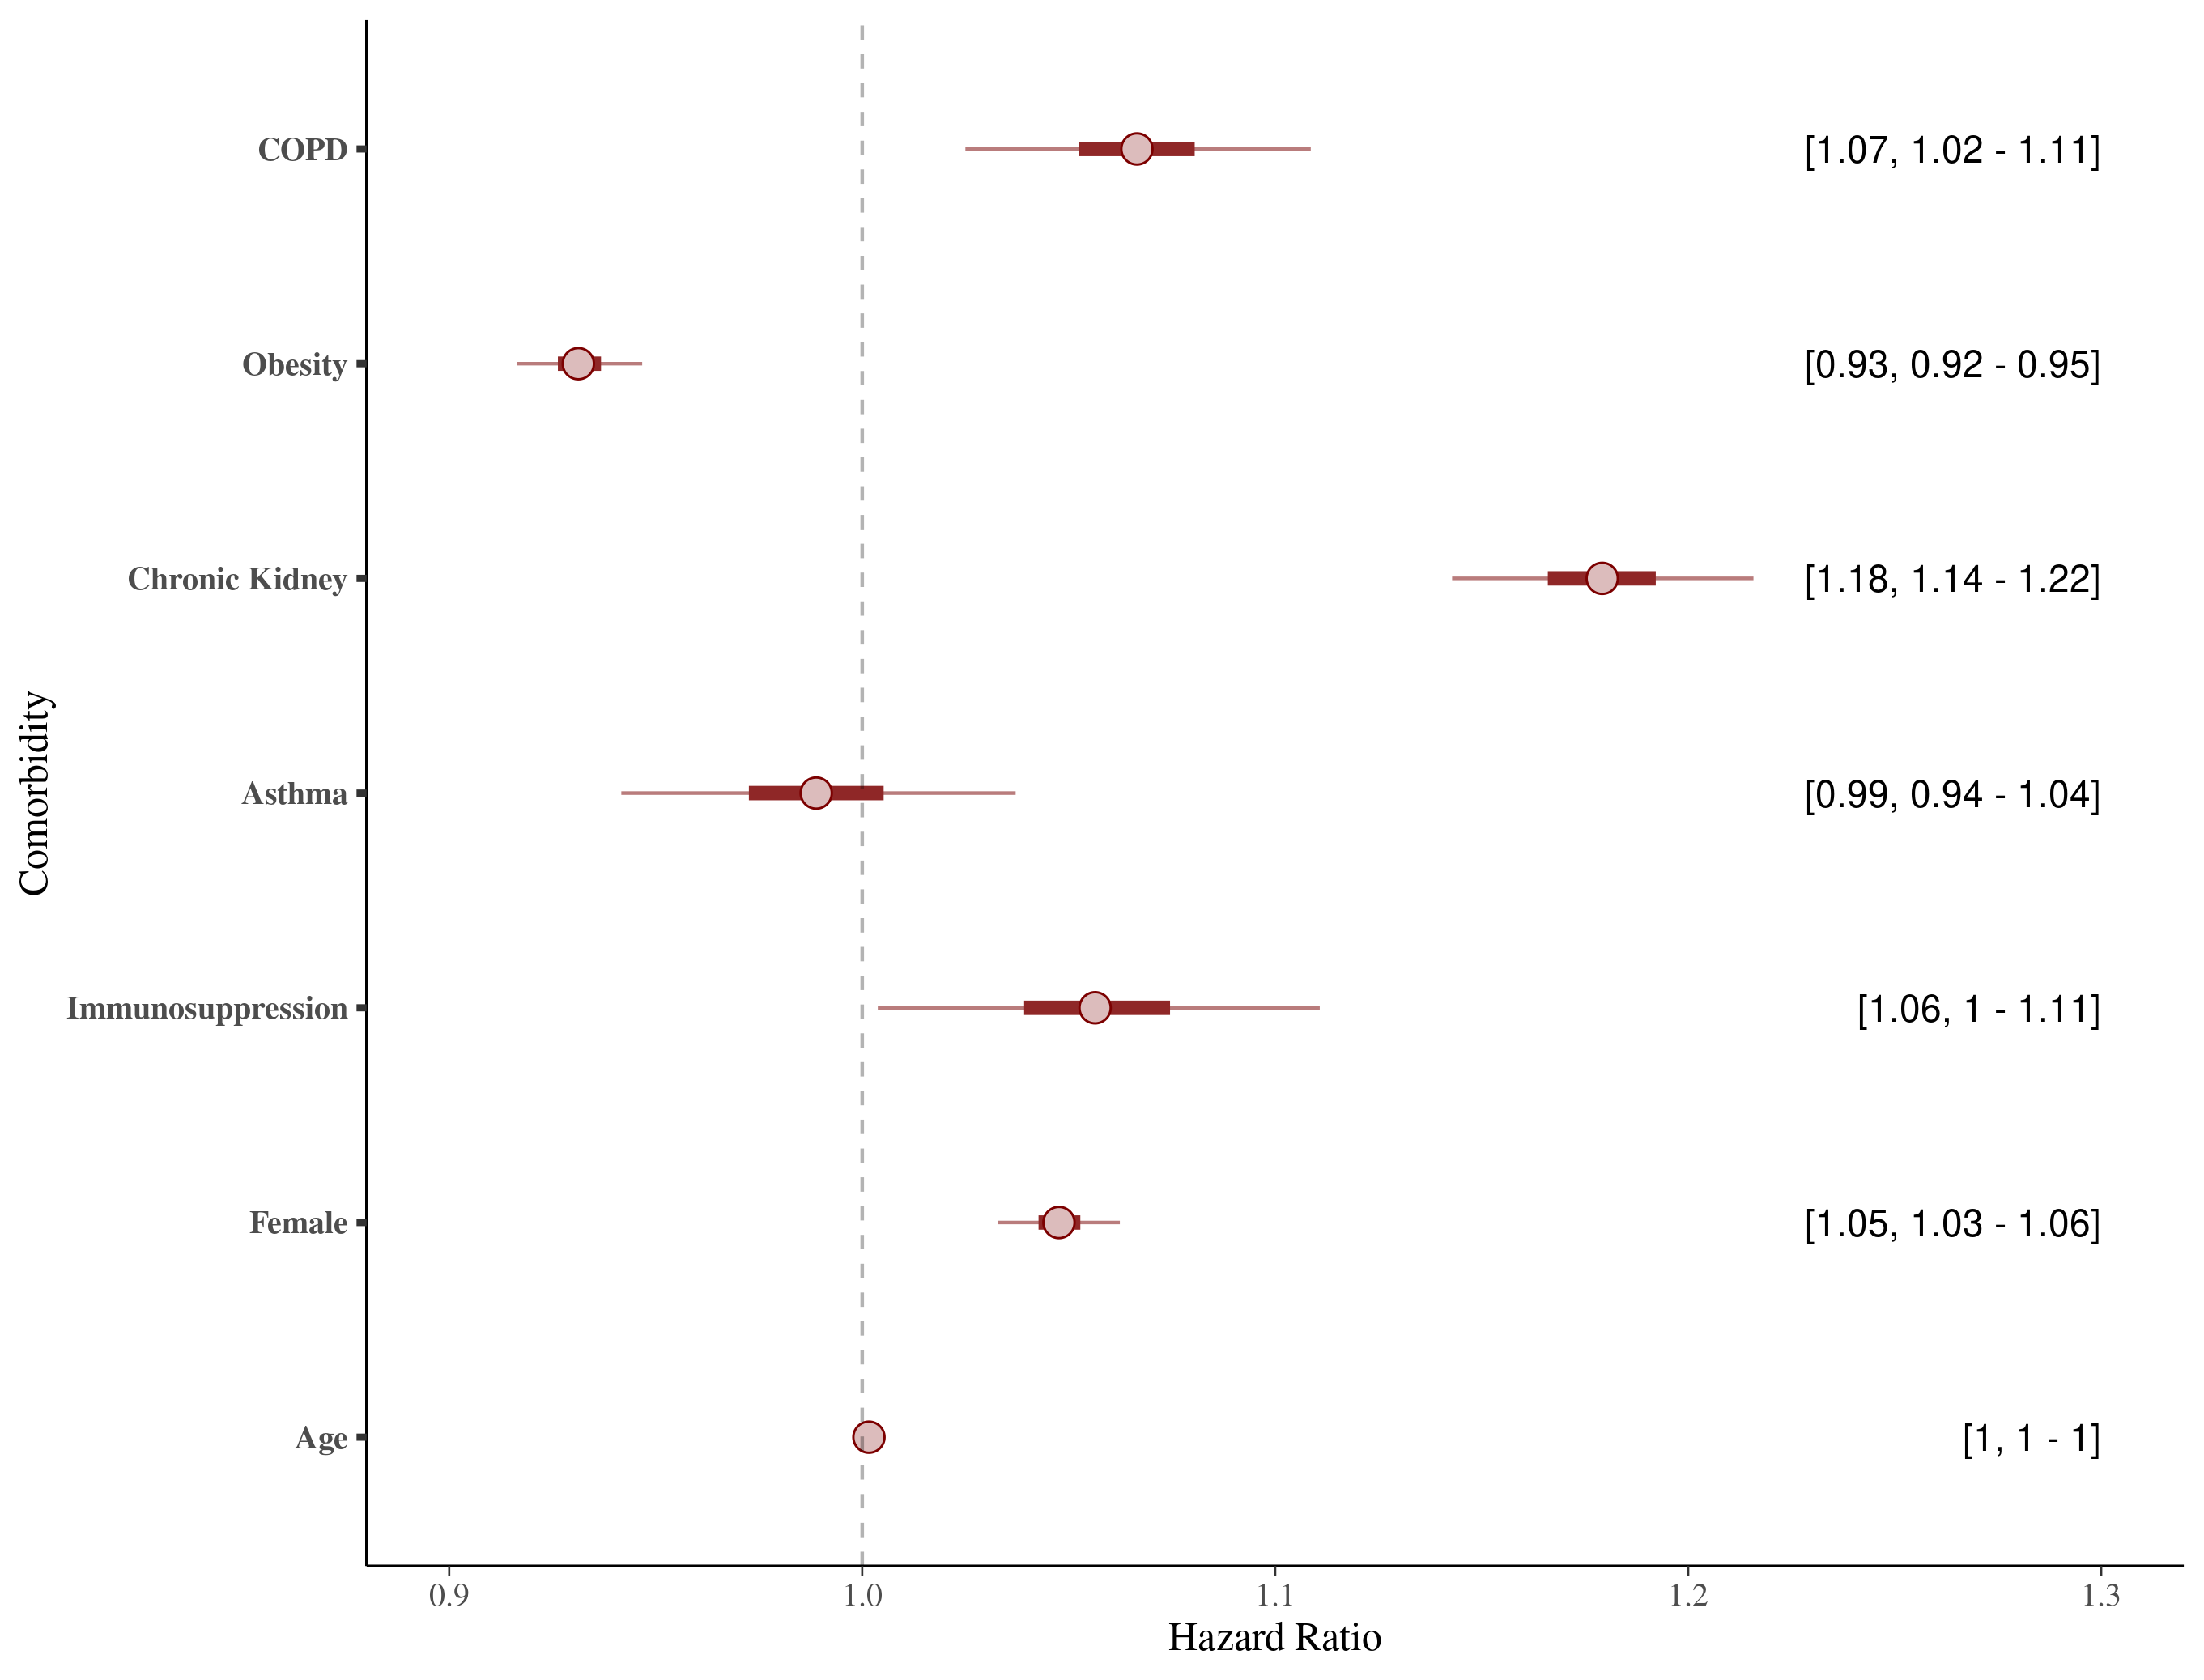 COPD [1.07, 1.02 - 1.11]
Obesity [0.93, 0.92 - 0.95]
Chronic Kidney [1.18, 1.14 - 1.22]
Asthma [0.99, 0.94 - 1.04]
Immunosuppression [1.06, 1 - 1.11]
Female [1.05, 1.03 - 1.06]
Age [1, 1 - 1]
Comorbidity
0.9 1.0 1.1 1.2 1.3
Hazard Ratio